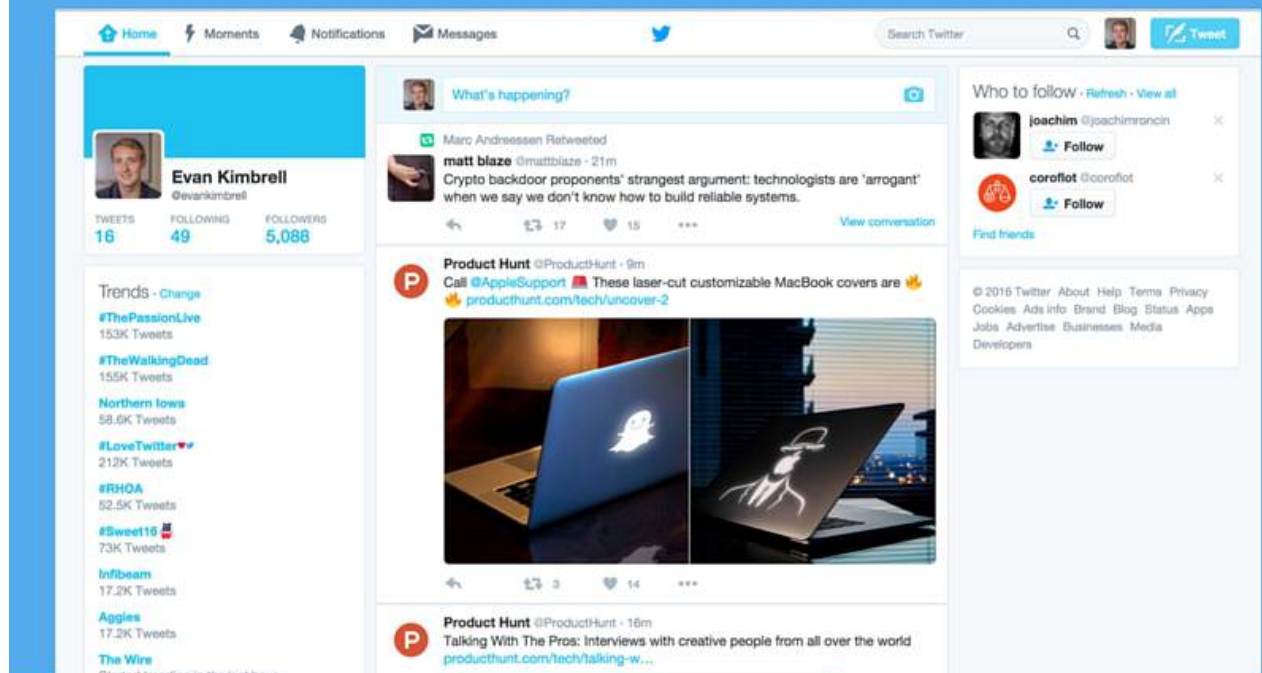 Home
Moments
Notifications
Messages
Search Twitter
Tweet
Evan Kimbrell
@evankimbrell
TWEETS FOLLOWING FOLLOWERS
16 49 5,088
Trends · Change
#ThePassionLive
153K Tweets
#TheWalkingDead
155K Tweets
Northern Iowa
58.6K Tweets
#LoveTwitter
212K Tweets
#RHOA
52.5K Tweets
#Sweet16
73K Tweets
Infibeam
17.2K Tweets
Aggies
17.2K Tweets
The Wire
What's happening?
Marc Andreessen Retweeted
matt blaze @mattblaze · 21m
Crypto backdoor proponents' strangest argument: technologists are 'arrogant'
when we say we don't know how to build reliable systems.
17 15 View conversation
Product Hunt @ProductHunt · 9m
Call @AppleSupport 🚨 These laser-cut customizable MacBook covers are 🔥
🔥 producthunt.com/tech/uncover-2
3 14
P
Product Hunt @ProductHunt · 16m
Talking With The Pros: Interviews with creative people from all over the world
producthunt.com/tech/talking-w...
P
Who to follow · Refresh · View all
joachim @joachimroncin
Follow
coroflot @coroflot
Follow
Find friends
© 2016 Twitter About Help Terms Privacy
Cookies Ads info Brand Blog Status Apps
Jobs Advertise Businesses Media
Developers